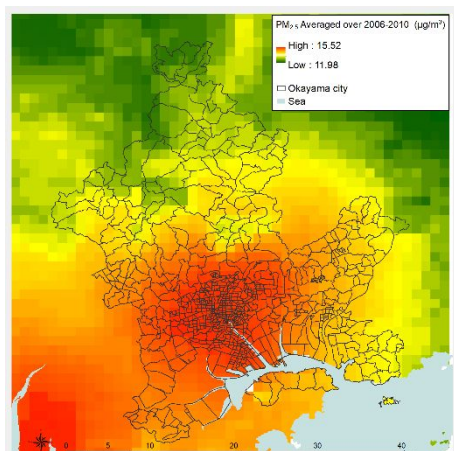 PM2.5 Averaged over 2006-2010 (μg/m³)
High : 15.52
Low : 11.98
Okayama city
Sea
0 10 20 30 40